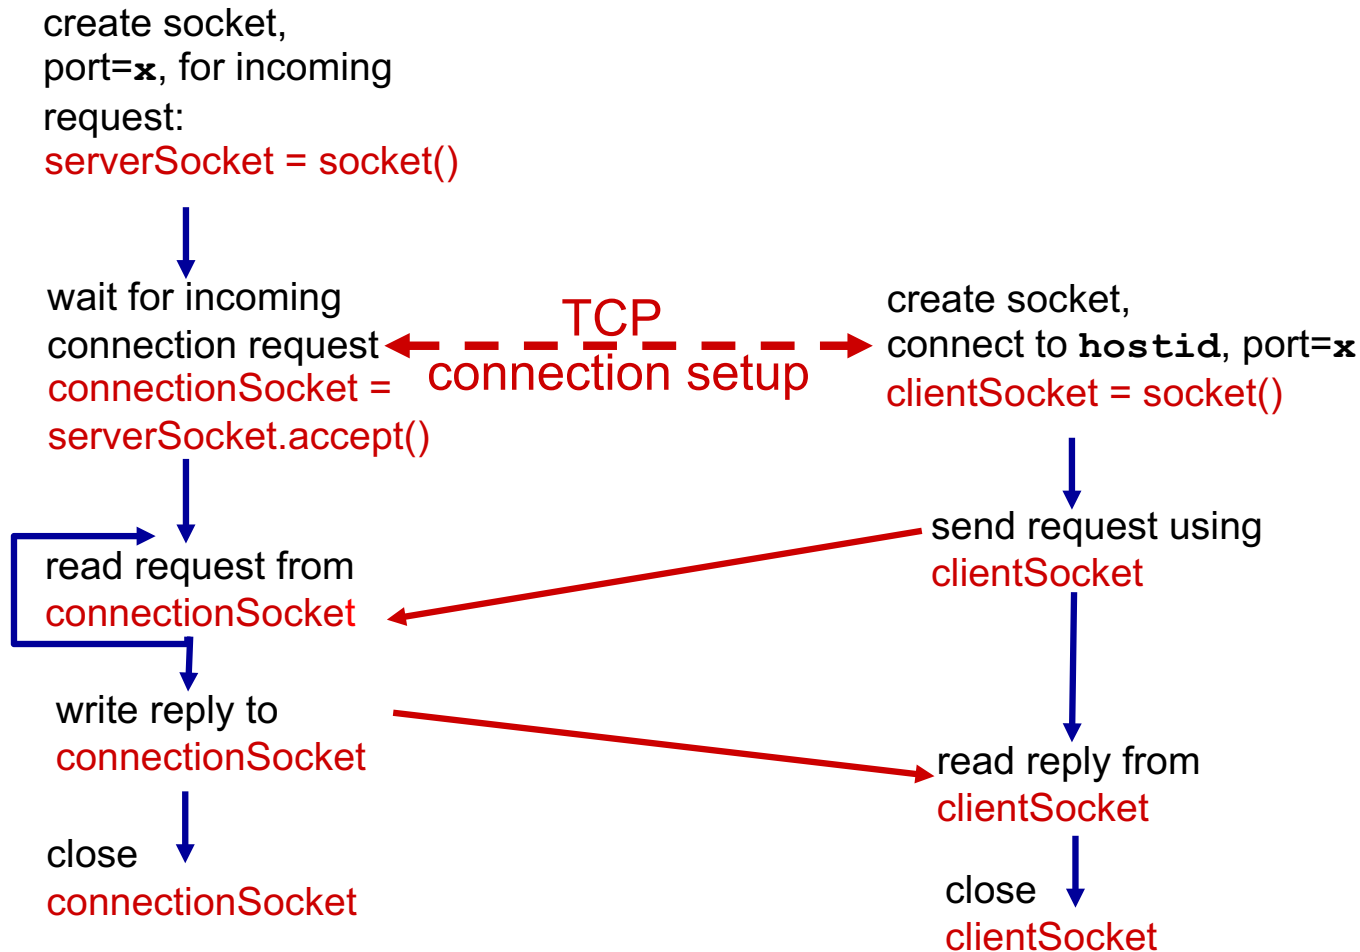 create socket,
port=x, for incoming
request:
serverSocket = socket()
wait for incoming
connection request
connectionSocket =
serverSocket.accept()
TCP
connection setup
create socket,
connect to hostid, port=x
clientSocket = socket()
read request from
connectionSocket
send request using
clientSocket
write reply to
connectionSocket
read reply from
clientSocket
close
connectionSocket
close
clientSocket